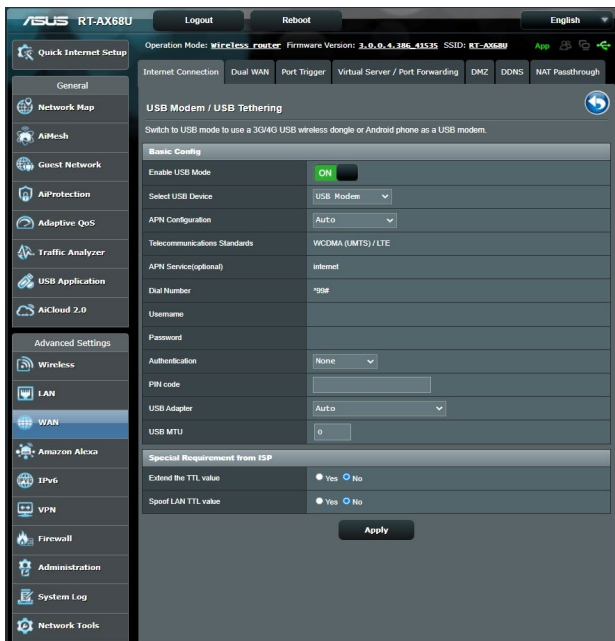 ASUS RT-AX68U
Logout
Reboot
English
Quick Internet Setup
Operation Mode: Wireless router Firmware Version: 3.0.0.4.386_41535 SSID: RT-AX68U
App
Internet Connection
Dual WAN
Port Trigger
Virtual Server / Port Forwarding
DMZ
DDNS
NAT Passthrough
General
Network Map
AiMesh
Guest Network
AiProtection
Adaptive QoS
Traffic Analyzer
USB Application
AiCloud 2.0
Advanced Settings
Wireless
LAN
WAN
Amazon Alexa
IPv6
VPN
Firewall
Administration
System Log
Network Tools
USB Modem / USB Tethering
Switch to USB mode to use a 3G/4G USB wireless dongle or Android phone as a USB modem.
Basic Config
Enable USB Mode ON
Select USB Device USB Modem
APN Configuration Auto
Telecommunications Standards WCDMA (UMTS) / LTE
APN Service(optional) internet
Dial Number *99#
Username
Password
Authentication None
PIN code
USB Adapter Auto
USB MTU 0
Special Requirement from ISP
Extend the TTL value Yes No
Spoof LAN TTL value Yes No
Apply